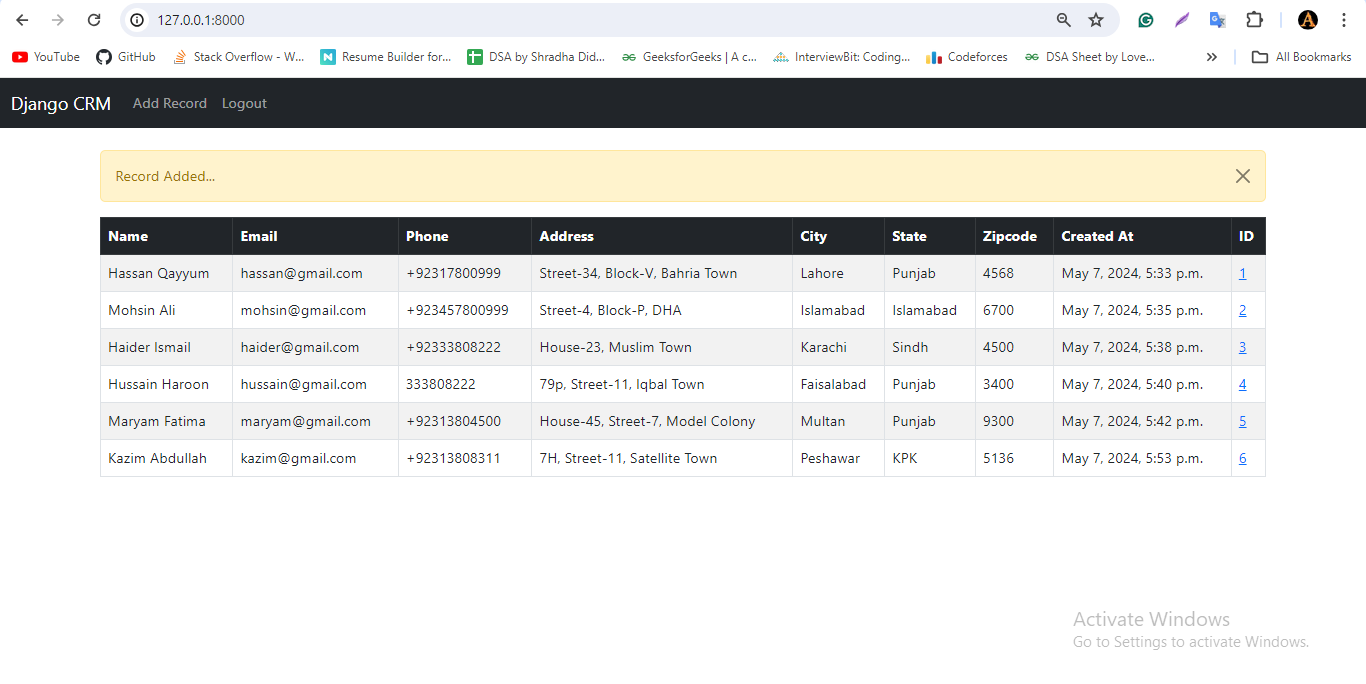 127.0.0.1:8000
YouTube GitHub Stack Overflow - W... Resume Builder for... DSA by Shradha Did... GeeksforGeeks | A c... InterviewBit: Coding... Codeforces DSA Sheet by Love... » All Bookmarks
Django CRM Add Record Logout
Record Added...
Name Email Phone Address City State Zipcode Created At ID
Hassan Qayyum hassan@gmail.com +92317800999 Street-34, Block-V, Bahria Town Lahore Punjab 4568 May 7, 2024, 5:33 p.m. 1
Mohsin Ali mohsin@gmail.com +923457800999 Street-4, Block-P, DHA Islamabad Islamabad 6700 May 7, 2024, 5:35 p.m. 2
Haider Ismail haider@gmail.com +92333808222 House-23, Muslim Town Karachi Sindh 4500 May 7, 2024, 5:38 p.m. 3
Hussain Haroon hussain@gmail.com 333808222 79p, Street-11, Iqbal Town Faisalabad Punjab 3400 May 7, 2024, 5:40 p.m. 4
Maryam Fatima maryam@gmail.com +92313804500 House-45, Street-7, Model Colony Multan Punjab 9300 May 7, 2024, 5:42 p.m. 5
Kazim Abdullah kazim@gmail.com +92313808311 7H, Street-11, Satellite Town Peshawar KPK 5136 May 7, 2024, 5:53 p.m. 6
Activate Windows
Go to Settings to activate Windows.